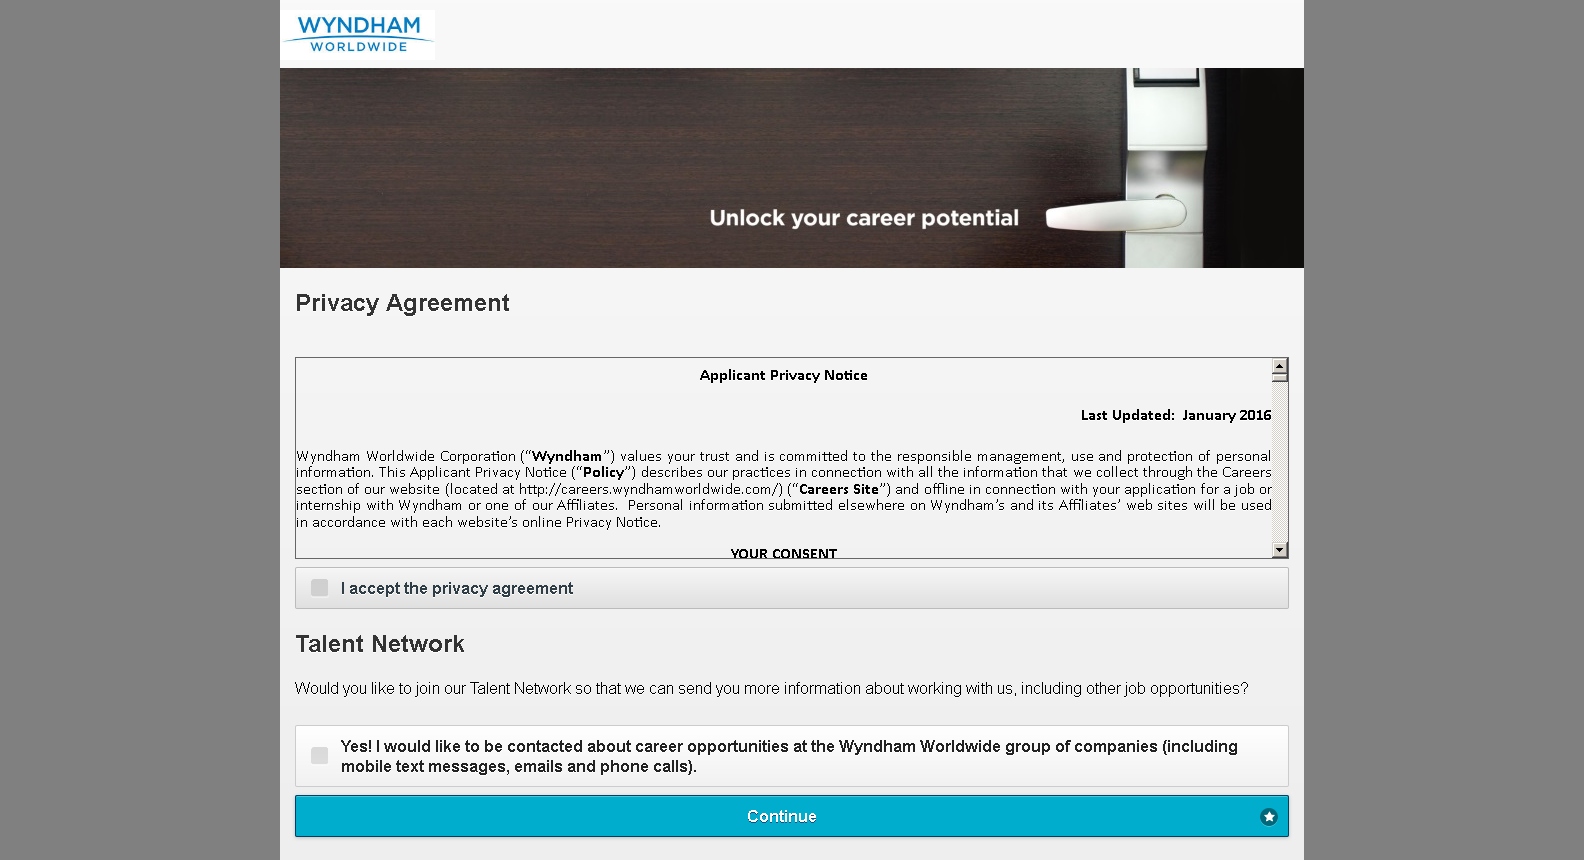 WYNDHAM
WORLDWIDE
Unlock your career potential
Privacy Agreement
Applicant Privacy Notice
Last Updated:  January 2016
Wyndham Worldwide Corporation (“Wyndham”) values your trust and is committed to the responsible management, use and protection of personal
information. This Applicant Privacy Notice (“Policy”) describes our practices in connection with all the information that we collect through the Careers
section of our website (located at http://careers.wyndhamworldwide.com/) (“Careers Site”) and offline in connection with your application for a job or
internship with Wyndham or one of our Affiliates.  Personal information submitted elsewhere on Wyndham’s and its Affiliates’ web sites will be used
in accordance with each website’s online Privacy Notice.
YOUR CONSENT
I accept the privacy agreement
Talent Network
Would you like to join our Talent Network so that we can send you more information about working with us, including other job opportunities?
Yes! I would like to be contacted about career opportunities at the Wyndham Worldwide group of companies (including
mobile text messages, emails and phone calls).
Continue